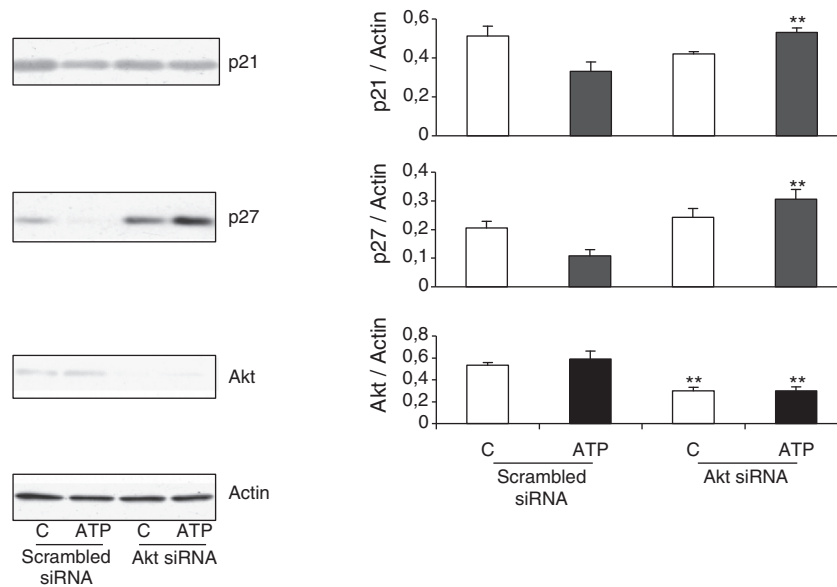 p21
p27
Akt
Actin
C ATP C ATP
Scrambled siRNA
Akt siRNA
p21 / Actin
0,6
0,4
0,2
0
**
p27 / Actin
0,4
0,3
0,2
0,1
0
**
Akt / Actin
0,8
0,6
0,4
0,2
0
** **
C ATP C ATP
Scrambled siRNA
Akt siRNA